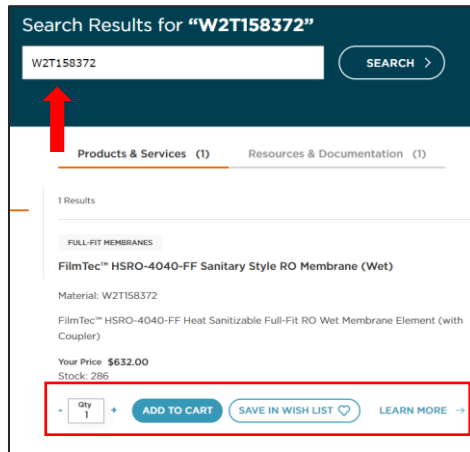 Search Results for "W2T158372"
W2T158372
SEARCH >
Products & Services (1) Resources & Documentation (1)
1 Results
FULL-FIT MEMBRANES
FilmTec™ HSRO-4040-FF Sanitary Style RO Membrane (Wet)
Material: W2T158372
FilmTec™ HSRO-4040-FF Heat Sanitizable Full-Fit RO Wet Membrane Element (with
Coupler)
Your Price $632.00
Stock: 286
- Qty 1 + ADD TO CART SAVE IN WISH LIST ♡ LEARN MORE →